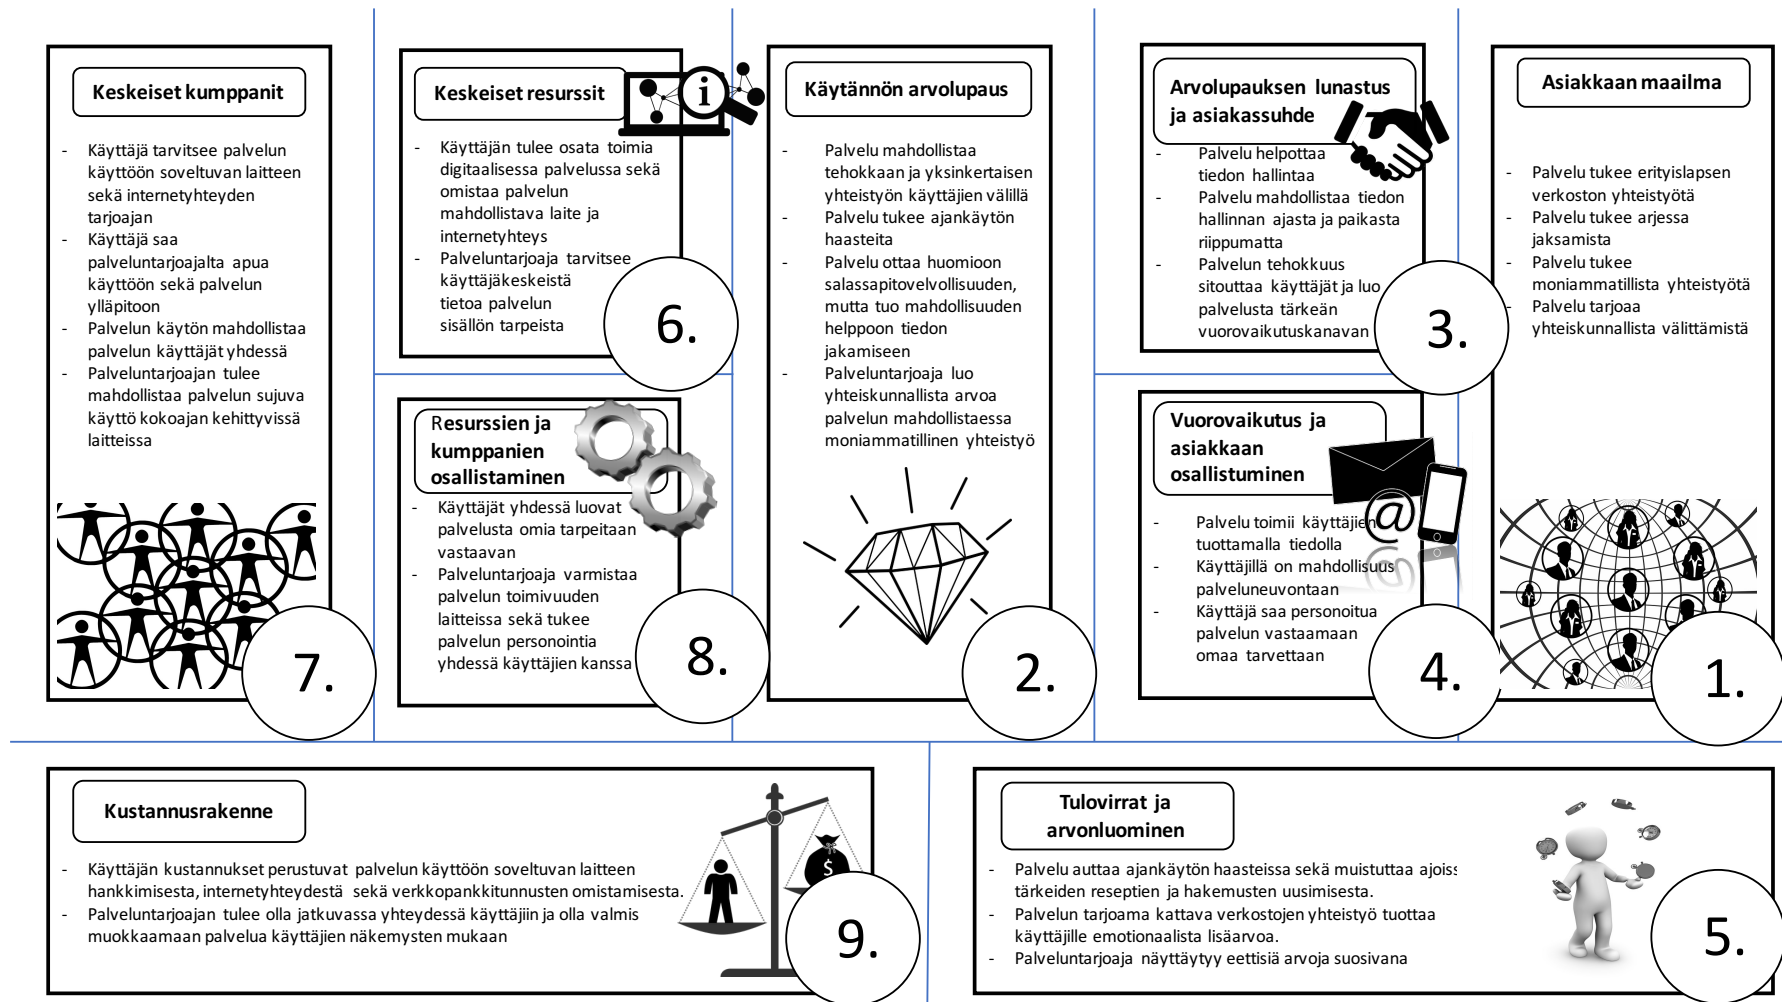 Keskeiset kumppanit
- Käyttäjä tarvitsee palvelun
käyttöön soveltuvan laitteen
sekä internetyhteyden
tarjoajan
- Käyttäjä saa
palveluntarjoajalta apua
käyttöön sekä palvelun
ylläpitoon
- Palvelun käytön mahdollistaa
palvelun käyttäjät yhdessä
- Palveluntarjoajan tulee
mahdollistaa palvelun sujuva
käyttö kokoajan kehittyvissä
laitteissa
7.
Keskeiset resurssit
i
- Käyttäjän tulee osata toimia
digitaalisessa palvelussa sekä
omistaa palvelun
mahdollistava laite ja
internetyhteys
- Palveluntarjoaja tarvitsee
käyttäjäkeskeistä
tietoa palvelun
sisällön tarpeista
6.
Resurssien ja
kumppanien
osallistaminen
- Käyttäjät yhdessä luovat
palvelusta omia tarpeitaan
vastaavan
- Palveluntarjoaja varmistaa
palvelun toimivuuden
laitteissa sekä tukee
palvelun personointia
yhdessä käyttäjien kanssa
8.
Käytännön arvolupaus
- Palvelu mahdollistaa
tehokkaan ja yksinkertaisen
yhteistyön käyttäjien välillä
- Palvelu tukee ajankäytön
haasteita
- Palvelu ottaa huomioon
salassapitovelvollisuuden,
mutta tuo mahdollisuuden
helppoon tiedon
jakamiseen
- Palveluntarjoaja luo
yhteiskunnallista arvoa
palvelun mahdollistaessa
moniammatillinen yhteistyö
2.
Arvolupauksen lunastus
ja asiakassuhde
- Palvelu helpottaa
tiedon hallintaa
- Palvelu mahdollistaa tiedon
hallinnan ajasta ja paikasta
riippumatta
- Palvelun tehokkuus
sitouttaa käyttäjät ja luo
palvelusta tärkeän
vuorovaikutuskanavan
3.
Vuorovaikutus ja
asiakkaan
osallistuminen
@
- Palvelu toimii käyttäjien
tuottamalla tiedolla
- Käyttäjillä on mahdollisuus
palveluneuvontaan
- Käyttäjä saa personoitua
palvelun vastaamaan
omaa tarvettaan
4.
Asiakkaan maailma
- Palvelu tukee erityislapsen
verkoston yhteistyötä
- Palvelu tukee arjessa
jaksamista
- Palvelu tukee
moniammatillista yhteistyötä
- Palvelu tarjoaa
yhteiskunnallista välittämistä
1.
Kustannusrakenne
- Käyttäjän kustannukset perustuvat palvelun käyttöön soveltuvan laitteen
hankkimisesta, internetyhteydestä sekä verkkopankkitunnusten omistamisesta.
- Palveluntarjoajan tulee olla jatkuvassa yhteydessä käyttäjiin ja olla valmis
muokkaamaan palvelua käyttäjien näkemysten mukaan
$
9.
Tulovirrat ja
arvonluominen
- Palvelu auttaa ajankäytön haasteissa sekä muistuttaa ajoiss
tärkeiden reseptien ja hakemusten uusimisesta.
- Palvelun tarjoama kattava verkostojen yhteistyö tuottaa
käyttäjille emotionaalista lisäarvoa.
- Palveluntarjoaja näyttäytyy eettisiä arvoja suosivana
5.